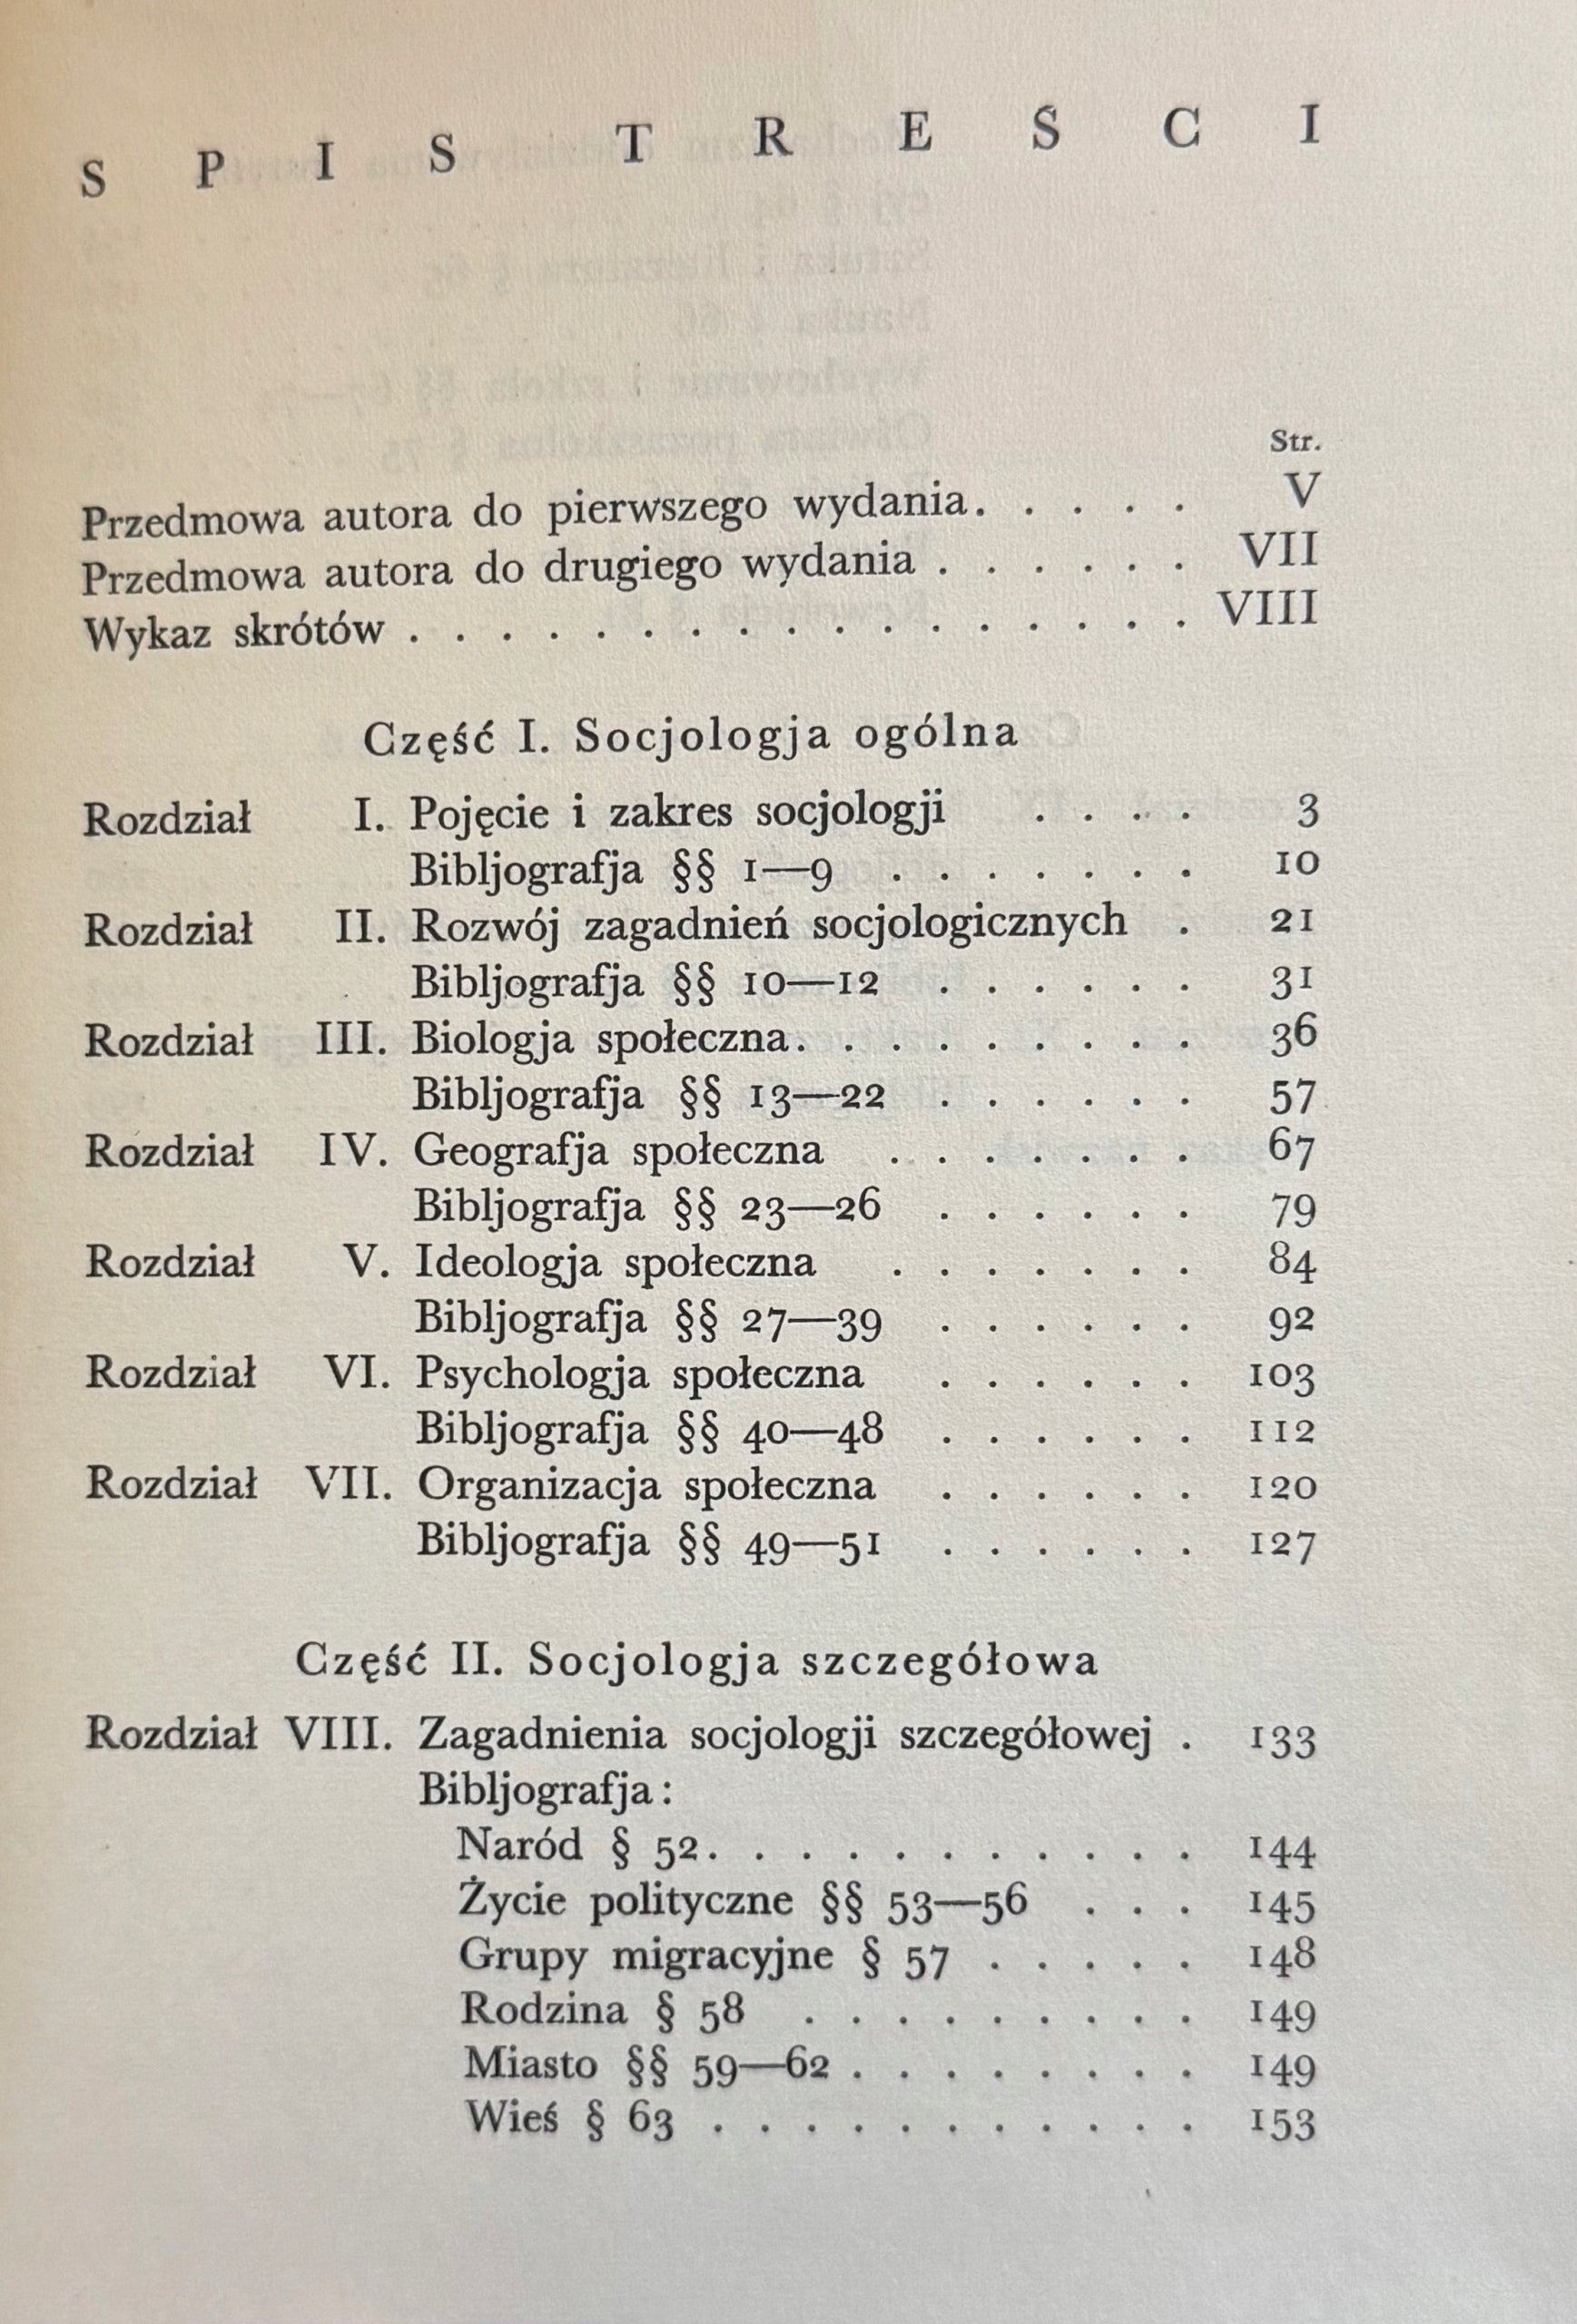 SPIS TREŚCI
Str.
Przedmowa autora do pierwszego wydania. . . . . V
Przedmowa autora do drugiego wydania . . . . . . VII
Wykaz skrótów . . . . . . . . . . . . . . . . . VIII
Część I. Socjologja ogólna
Rozdział I. Pojęcie i zakres socjologji . . . . 3
Bibljografja §§ 1—9 . . . . . . . 10
Rozdział II. Rozwój zagadnień socjologicznych . 21
Bibljografja §§ 10—12 . . . . . . 31
Rozdział III. Biologja społeczna. . . . . . . . . 36
Bibljografja §§ 13—22 . . . . . . 57
Rozdział IV. Geografja społeczna . . . . . . . 67
Bibljografja §§ 23—26 . . . . . . 79
Rozdział V. Ideologja społeczna . . . . . . . 84
Bibljografja §§ 27—39 . . . . . . 92
Rozdział VI. Psychologja społeczna . . . . . . 103
Bibljografja §§ 40—48 . . . . . . 112
Rozdział VII. Organizacja społeczna . . . . . . 120
Bibljografja §§ 49—51 . . . . . . 127
Część II. Socjologja szczegółowa
Rozdział VIII. Zagadnienia socjologji szczegółowej . 133
Bibljografja:
Naród § 52. . . . . . . . . . . 144
Życie polityczne §§ 53—56 . . . 145
Grupy migracyjne § 57 . . . . . 148
Rodzina § 58 . . . . . . . . . 149
Miasto §§ 59—62 . . . . . . . . 149
Wieś § 63 . . . . . . . . . . . 153